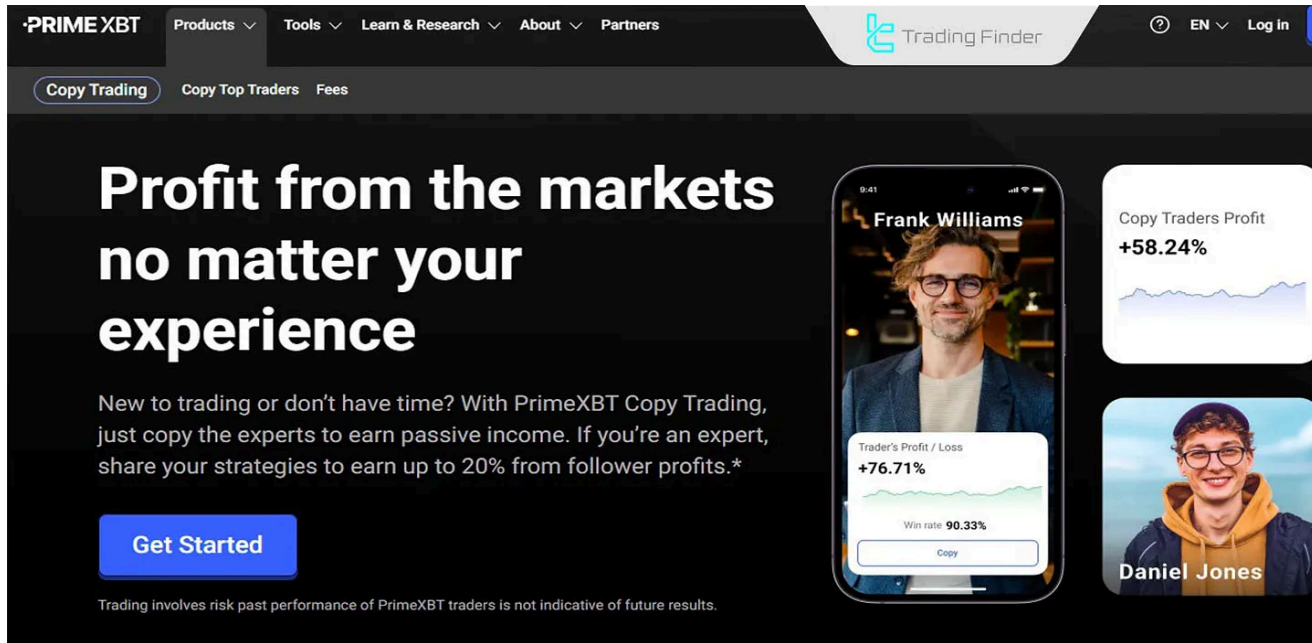 PRIME XBT
Products
Tools
Learn & Research
About
Partners
Trading Finder
EN
Log in
Copy Trading
Copy Top Traders
Fees
Profit from the markets
no matter your
experience
New to trading or don't have time? With PrimeXBT Copy Trading,
just copy the experts to earn passive income. If you're an expert,
share your strategies to earn up to 20% from follower profits.*
Get Started
Trading involves risk past performance of PrimeXBT traders is not indicative of future results.
9:41
Frank Williams
Trader's Profit / Loss
+76.71%
Win rate 90.33%
Copy
Copy Traders Profit
+58.24%
Daniel Jones